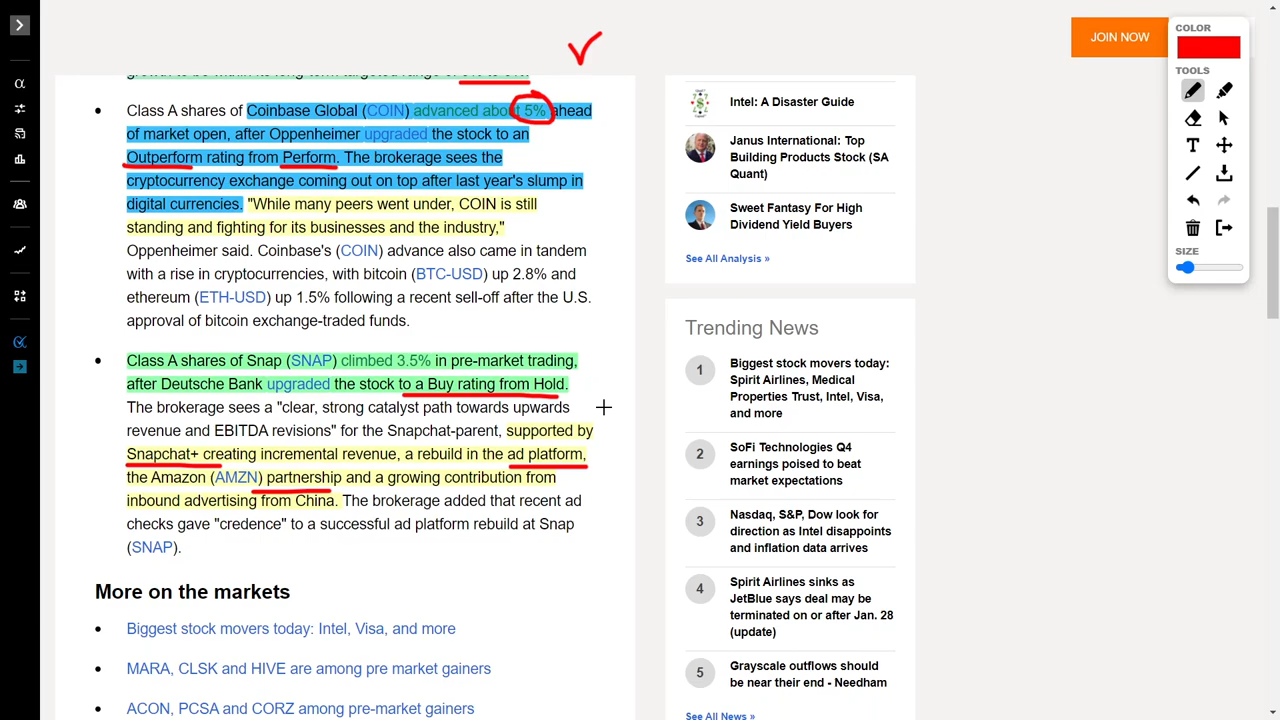 JOIN NOW
COLOR
TOOLS
T
SIZE
α
growth to be within its long-term targeted range of
Class A shares of Coinbase Global (COIN) advanced about 5% ahead
of market open, after Oppenheimer upgraded the stock to an
Outperform rating from Perform. The brokerage sees the
cryptocurrency exchange coming out on top after last year's slump in
digital currencies. "While many peers went under, COIN is still
standing and fighting for its businesses and the industry,"
Oppenheimer said. Coinbase's (COIN) advance also came in tandem
with a rise in cryptocurrencies, with bitcoin (BTC-USD) up 2.8% and
ethereum (ETH-USD) up 1.5% following a recent sell-off after the U.S.
approval of bitcoin exchange-traded funds.
Class A shares of Snap (SNAP) climbed 3.5% in pre-market trading,
after Deutsche Bank upgraded the stock to a Buy rating from Hold.
The brokerage sees a "clear, strong catalyst path towards upwards
revenue and EBITDA revisions" for the Snapchat-parent, supported by
Snapchat+ creating incremental revenue, a rebuild in the ad platform,
the Amazon (AMZN) partnership and a growing contribution from
inbound advertising from China. The brokerage added that recent ad
checks gave "credence" to a successful ad platform rebuild at Snap
(SNAP).
More on the markets
Biggest stock movers today: Intel, Visa, and more
MARA, CLSK and HIVE are among pre market gainers
ACON, PCSA and CORZ among pre-market gainers
Intel: A Disaster Guide
Janus International: Top
Building Products Stock (SA
Quant)
Sweet Fantasy For High
Dividend Yield Buyers
See All Analysis »
Trending News
1
Biggest stock movers today:
Spirit Airlines, Medical
Properties Trust, Intel, Visa,
and more
2
SoFi Technologies Q4
earnings poised to beat
market expectations
3
Nasdaq, S&P, Dow look for
direction as Intel disappoints
and inflation data arrives
4
Spirit Airlines sinks as
JetBlue says deal may be
terminated on or after Jan. 28
(update)
5
Grayscale outflows should
be near their end - Needham
See All News »